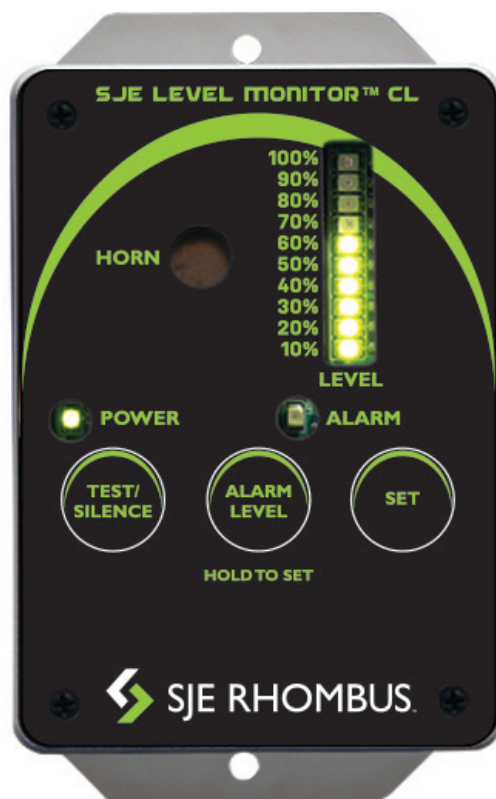 SJE LEVEL MONITOR™ CL
100%
90%
80%
70%
HORN
60%
50%
40%
30%
20%
10%
LEVEL
POWER
ALARM
TEST/
SILENCE
ALARM
LEVEL
SET
HOLD TO SET
SJE RHOMBUS